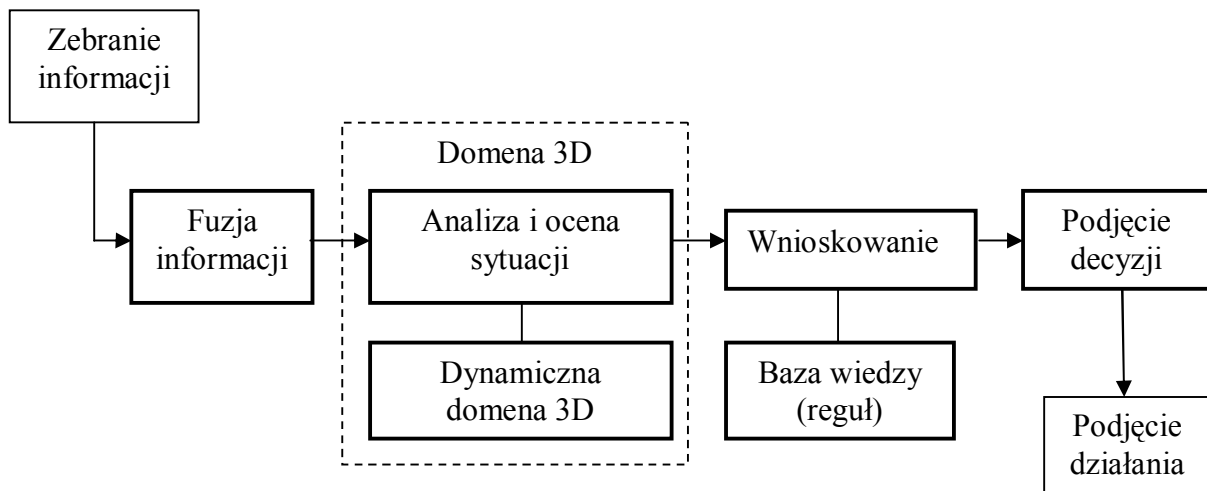 Zebranie
informacji
Domena 3D
Fuzja
informacji
Analiza i ocena
sytuacji
Wnioskowanie
Podjęcie
decyzji
Dynamiczna
domena 3D
Baza wiedzy
(reguł)
Podjęcie
działania